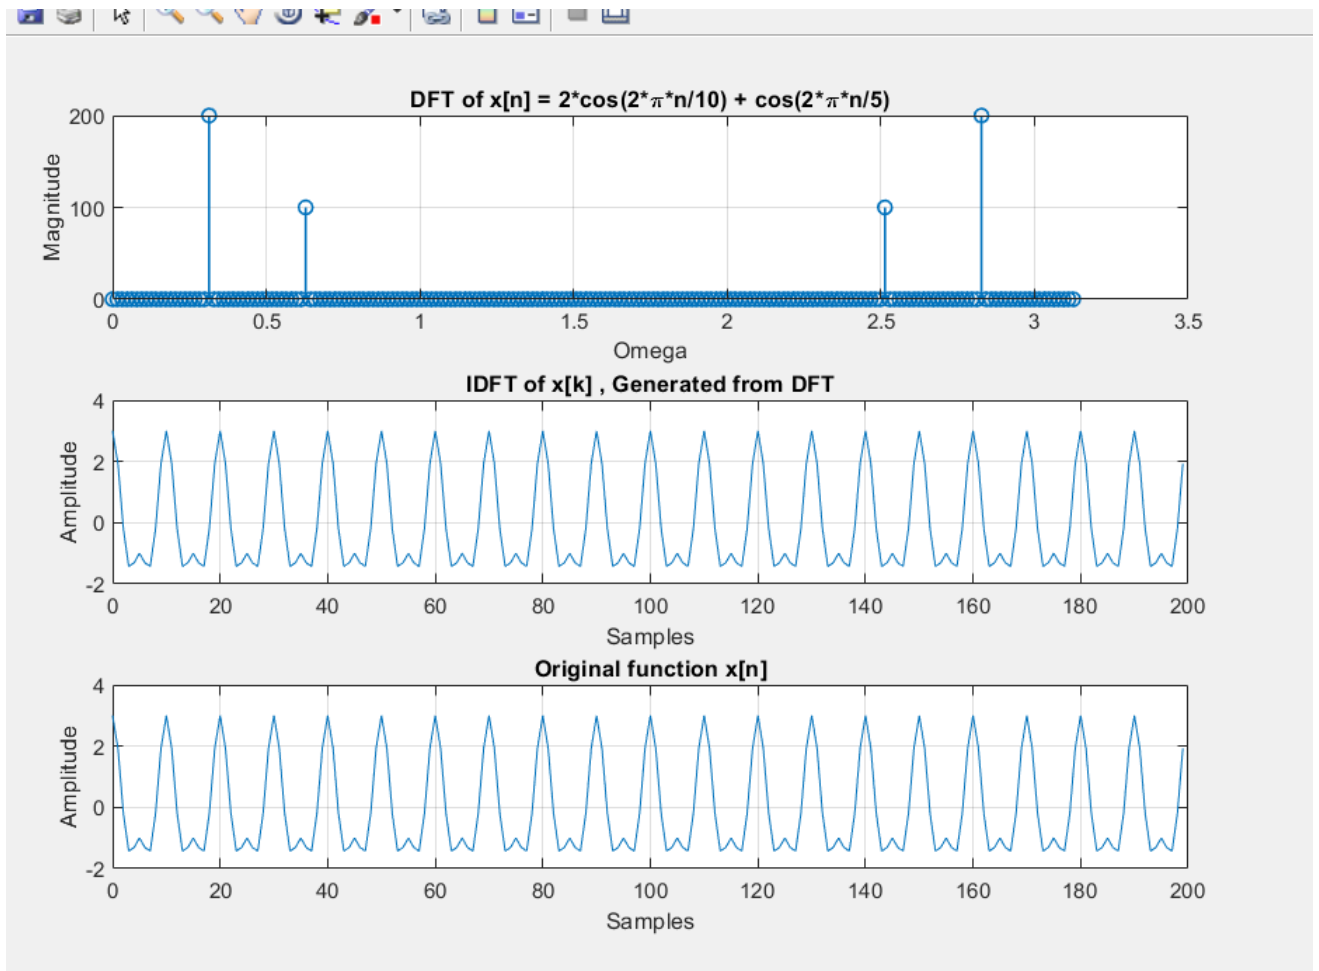 DFT of x[n] = 2*cos(2*π*n/10) + cos(2*π*n/5)
200
100
0
Magnitude
0 0.5 1 1.5 2 2.5 3 3.5
Omega
IDFT of x[k] , Generated from DFT
4
2
0
-2
Amplitude
0 20 40 60 80 100 120 140 160 180 200
Samples
Original function x[n]
4
2
0
-2
Amplitude
0 20 40 60 80 100 120 140 160 180 200
Samples